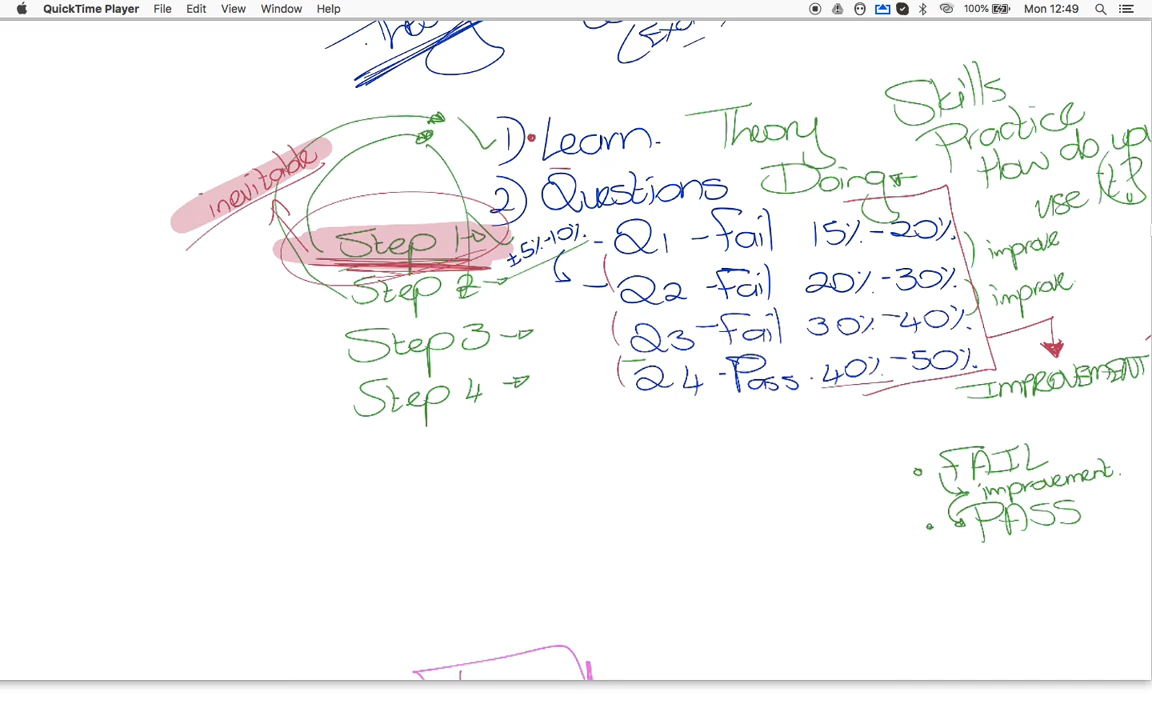 QuickTime Player File Edit View Window Help 100% Mon 12:49
Skills
Practice
How do you
use it?
1) Learn. Theory
Doing
2) Questions
inevitable
Step 1
±5%-10%.
- Q1 - Fail 15% - 20%.
improve
Step 2
- Q2 - Fail 20% - 30%.
improve
Step 3
Q3 - Fail 30% - 40%.
Step 4
Q4 - Pass. 40% - 50%.
IMPROVEMENT
• FAIL
improvement.
• PASS